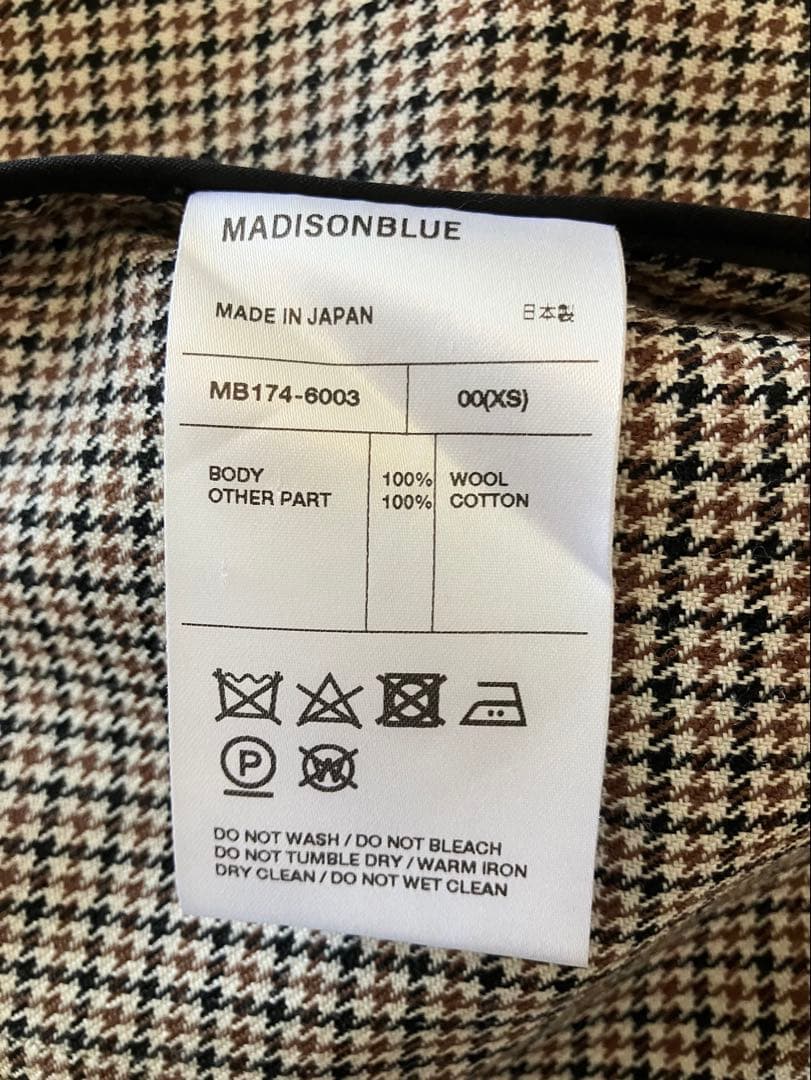 MADISONBLUE
MADE IN JAPAN 日本製
MB174-6003 00(XS)
BODY 100% WOOL
OTHER PART 100% COTTON
P W
DO NOT WASH / DO NOT BLEACH
DO NOT TUMBLE DRY / WARM IRON
DRY CLEAN / DO NOT WET CLEAN